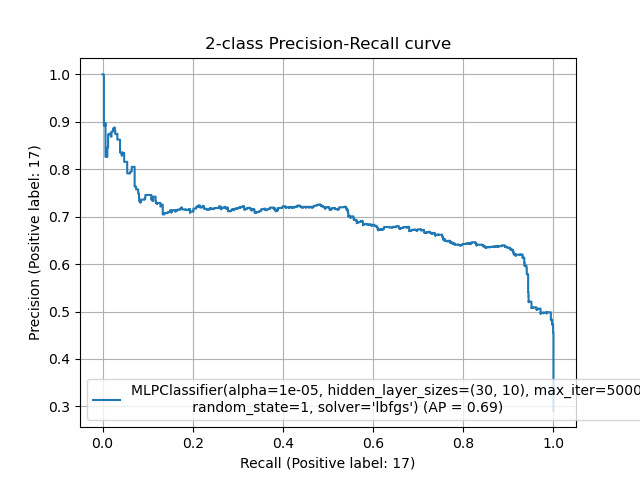 2-class Precision-Recall curve
1.0
0.9
0.8
0.7
0.6
0.5
0.4
0.3
Precision (Positive label: 17)
MLPClassifier(alpha=1e-05, hidden_layer_sizes=(30, 10), max_iter=5000
random_state=1, solver='lbfgs') (AP = 0.69)
0.0 0.2 0.4 0.6 0.8 1.0
Recall (Positive label: 17)